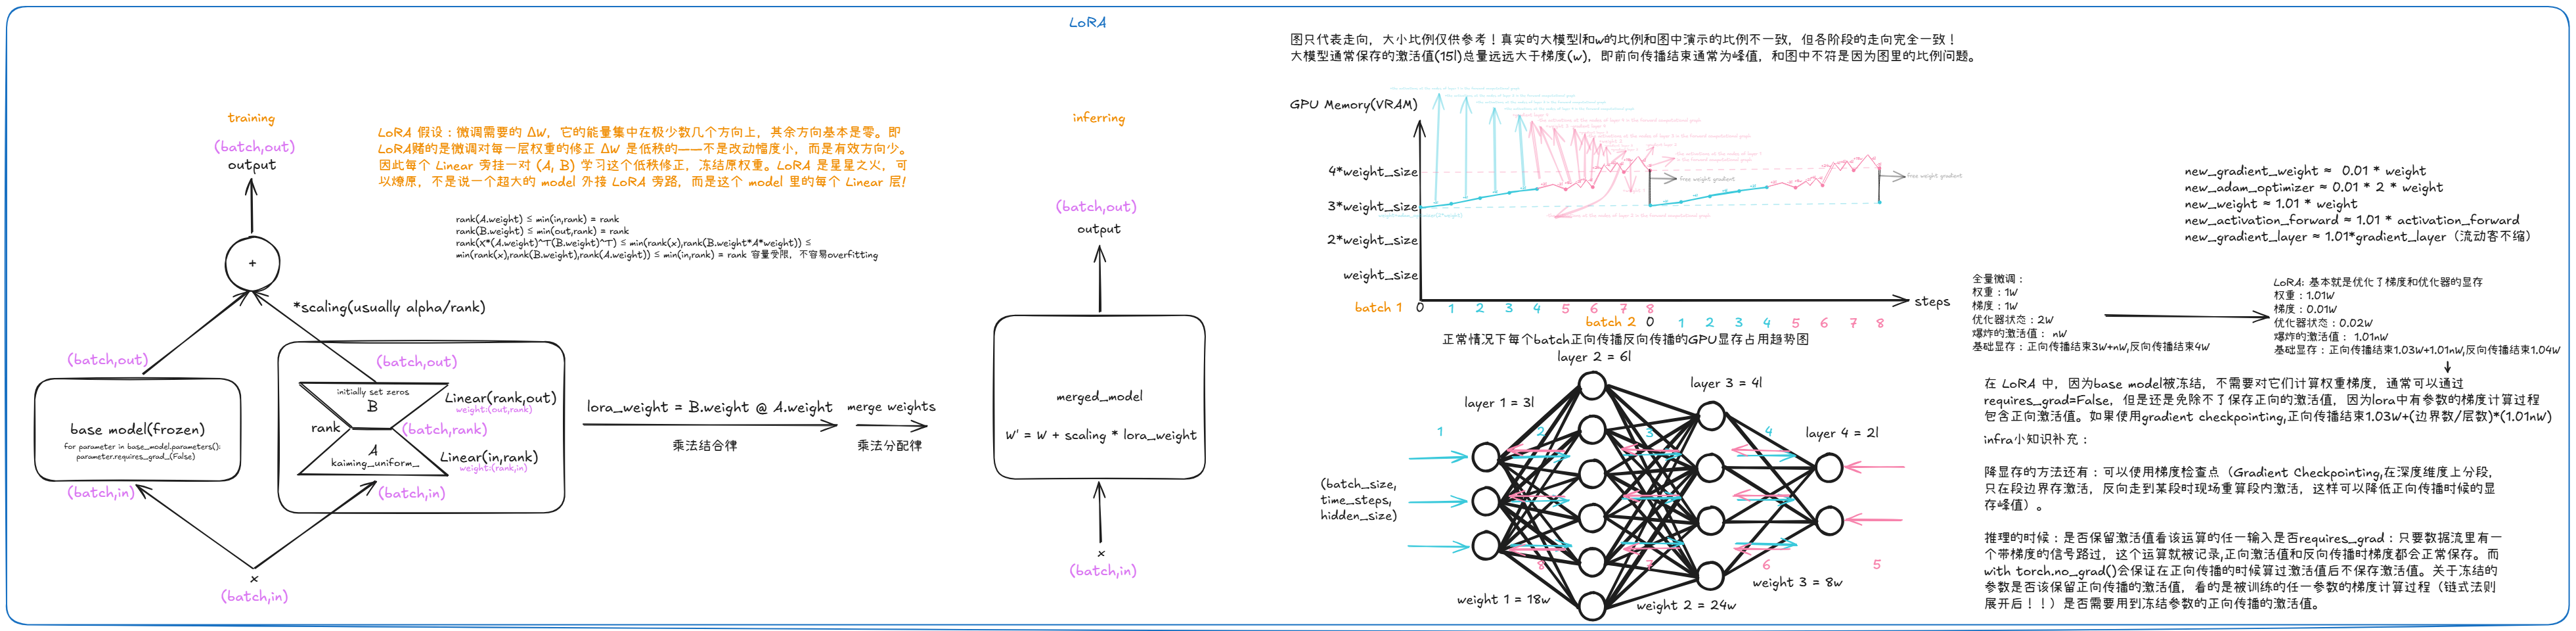 LoRA
training
(batch,out)
output
+
*scaling(usually alpha/rank)
(batch,out)
base model(frozen)
for parameter in base_model.parameters():
parameter.requires_grad_(False)
(batch,in)
(batch,out)
initially set zeros
B
Linear(rank,out)
weight:(out,rank)
rank
(batch,rank)
A
kaiming_uniform_
Linear(in,rank)
weight:(rank,in)
(batch,in)
x
(batch,in)
LoRA 假设：微调需要的 ΔW，它的能量集中在极少数几个方向上，其余方向基本是零。即
LoRA赌的是微调对每一层权重的修正 ΔW 是低秩的——不是改动幅度小，而是有效方向少。
因此每个 Linear 旁挂一对 (A, B) 学习这个低秩修正，冻结原权重。LoRA 是星星之火，可
以燎原，不是说一个超大的 model 外接 LoRA 旁路，而是这个 model 里的每个 Linear 层!
rank(A.weight) ≤ min(in,rank) = rank
rank(B.weight) ≤ min(out,rank) = rank
rank(X*(A.weight)^T(B.weight)^T) ≤ min(rank(x),rank(B.weight*A*weight)) ≤
min(rank(x),rank(B.weight),rank(A.weight)) ≤ min(in,rank) = rank 容量受限，不容易overfitting
lora_weight = B.weight @ A.weight
乘法结合律
merge weights
乘法分配律
inferring
(batch,out)
output
merged_model
W' = W + scaling * lora_weight
x
(batch,in)
图只代表走向，大小比例仅供参考！真实的大模型l和w的比例和图中演示的比例不一致，但各阶段的走向完全一致！
大模型通常保存的激活值(15l)总量远远大于梯度(w)，即前向传播结束通常为峰值，和图中不符是因为图里的比例问题。
GPU Memory(VRAM)
4*weight_size
3*weight_size
2*weight_size
weight_size
free weight gradient
free weight gradient
steps
batch 1
0 1 2 3 4 5 6 7 8
batch 2
0 1 2 3 4 5 6 7 8
正常情况下每个batch正向传播反向传播的GPU显存占用趋势图
layer 2 = 6l
layer 3 = 4l
layer 1 = 3l
layer 4 = 2l
1 2 3 4
(batch_size,
time_steps,
hidden_size)
8 7 6 5
weight 3 = 8w
weight 1 = 18w
weight 2 = 24w
new_gradient_weight ≈ 0.01 * weight
new_adam_optimizer ≈ 0.01 * 2 * weight
new_weight ≈ 1.01 * weight
new_activation_forward ≈ 1.01 * activation_forward
new_gradient_layer ≈ 1.01*gradient_layer（流动客不缩）
全量微调：
权重：1W
梯度：1W
优化器状态：2W
爆炸的激活值： nW
基础显存：正向传播结束3W+nW,反向传播结束4W
LoRA: 基本就是优化了梯度和优化器的显存
权重：1.01W
梯度：0.01W
优化器状态：0.02W
爆炸的激活值： 1.01nW
基础显存：正向传播结束1.03W+1.01nW,反向传播结束1.04W
在 LoRA 中，因为base model被冻结，不需要对它们计算权重梯度，通常可以通过
requires_grad=False，但是还是免除不了保存正向的激活值，因为lora中有参数的梯度计算过程
包含正向激活值。如果使用gradient checkpointing,正向传播结束1.03W+(边界数/层数)*(1.01nW)
infra小知识补充：
降显存的方法还有：可以使用梯度检查点（Gradient Checkpointing,在深度维度上分段，
只在段边界存激活，反向走到某段时现场重算段内激活，这样可以降低正向传播时候的显
存峰值）。
推理的时候：是否保留激活值看该运算的任一输入是否requires_grad：只要数据流里有一
个带梯度的信号路过，这个运算就被记录,正向激活值和反向传播时梯度都会正常保存。而
with torch.no_grad()会保证在正向传播的时候算过激活值后不保存激活值。关于冻结的
参数是否该保留正向传播的激活值，看的是被训练的任一参数的梯度计算过程（链式法则
展开后！！）是否需要用到冻结参数的正向传播的激活值。